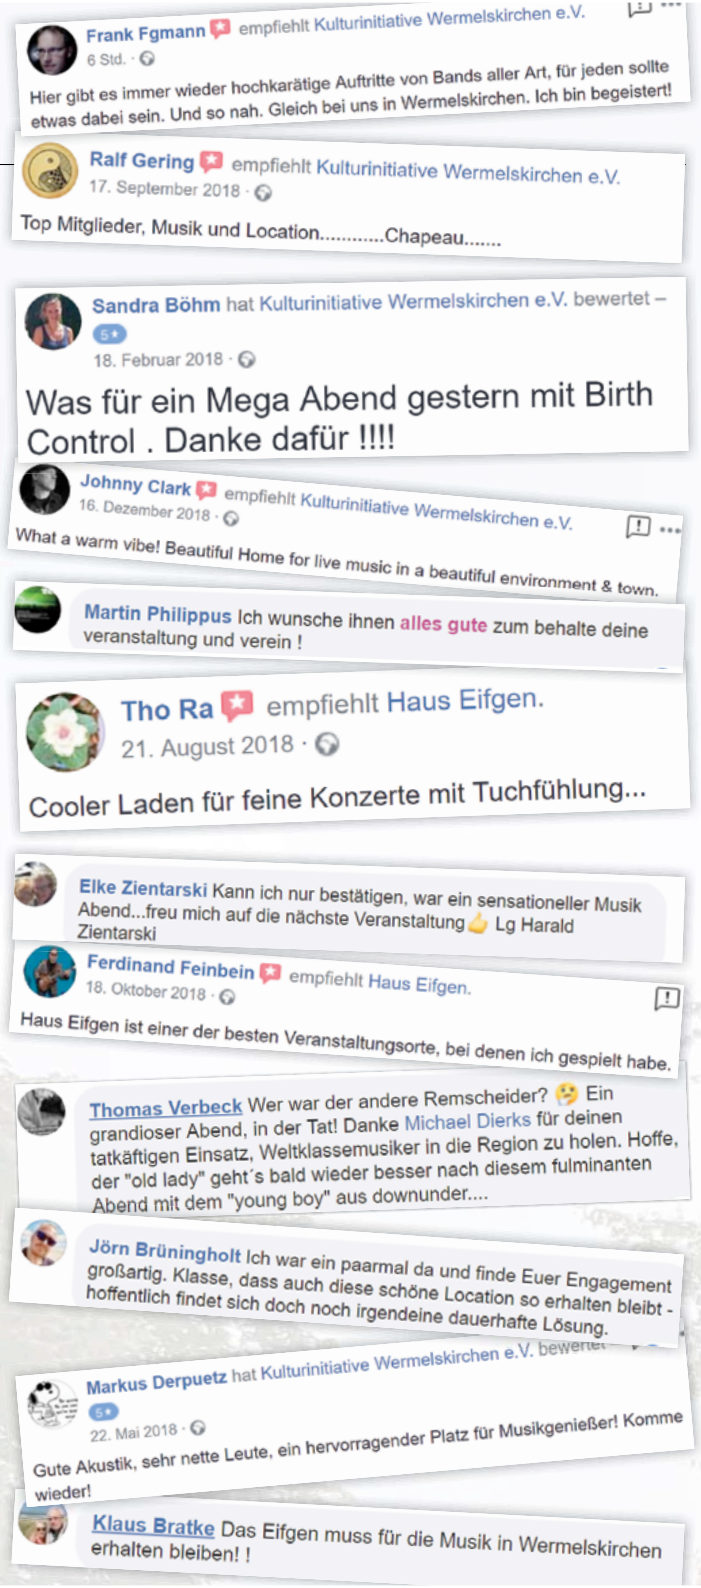 Frank Fgmann empfiehlt Kulturinitiative Wermelskirchen e.V.
6 Std. ·
Hier gibt es immer wieder hochkarätige Auftritte von Bands aller Art, für jeden sollte
etwas dabei sein. Und so nah. Gleich bei uns in Wermelskirchen. Ich bin begeistert!
Ralf Gering empfiehlt Kulturinitiative Wermelskirchen e.V.
17. September 2018 ·
Top Mitglieder, Musik und Location............Chapeau.......
Sandra Böhm hat Kulturinitiative Wermelskirchen e.V. bewertet –
5★
18. Februar 2018 ·
Was für ein Mega Abend gestern mit Birth
Control . Danke dafür !!!!
Johnny Clark empfiehlt Kulturinitiative Wermelskirchen e.V.
16. Dezember 2018 ·
What a warm vibe! Beautiful Home for live music in a beautiful environment & town.
Martin Philippus Ich wunsche ihnen alles gute zum behalte deine
veranstaltung und verein !
Tho Ra empfiehlt Haus Eifgen.
21. August 2018 ·
Cooler Laden für feine Konzerte mit Tuchfühlung...
Elke Zientarski Kann ich nur bestätigen, war ein sensationeller Musik
Abend...freu mich auf die nächste Veranstaltung👍 Lg Harald
Zientarski
Ferdinand Feinbein empfiehlt Haus Eifgen.
18. Oktober 2018 ·
Haus Eifgen ist einer der besten Veranstaltungsorte, bei denen ich gespielt habe.
Thomas Verbeck Wer war der andere Remscheider? 🤔 Ein
grandioser Abend, in der Tat! Danke Michael Dierks für deinen
tatkäftigen Einsatz, Weltklassemusiker in die Region zu holen. Hoffe,
der "old lady" geht´s bald wieder besser nach diesem fulminanten
Abend mit dem "young boy" aus downunder....
Jörn Brüningholt Ich war ein paarmal da und finde Euer Engagement
großartig. Klasse, dass auch diese schöne Location so erhalten bleibt -
hoffentlich findet sich doch noch irgendeine dauerhafte Lösung.
Markus Derpuetz hat Kulturinitiative Wermelskirchen e.V. bewertet
5★
22. Mai 2018 ·
Gute Akustik, sehr nette Leute, ein hervorragender Platz für Musikgenießer! Komme
wieder!
Klaus Bratke Das Eifgen muss für die Musik in Wermelskirchen
erhalten bleiben! !